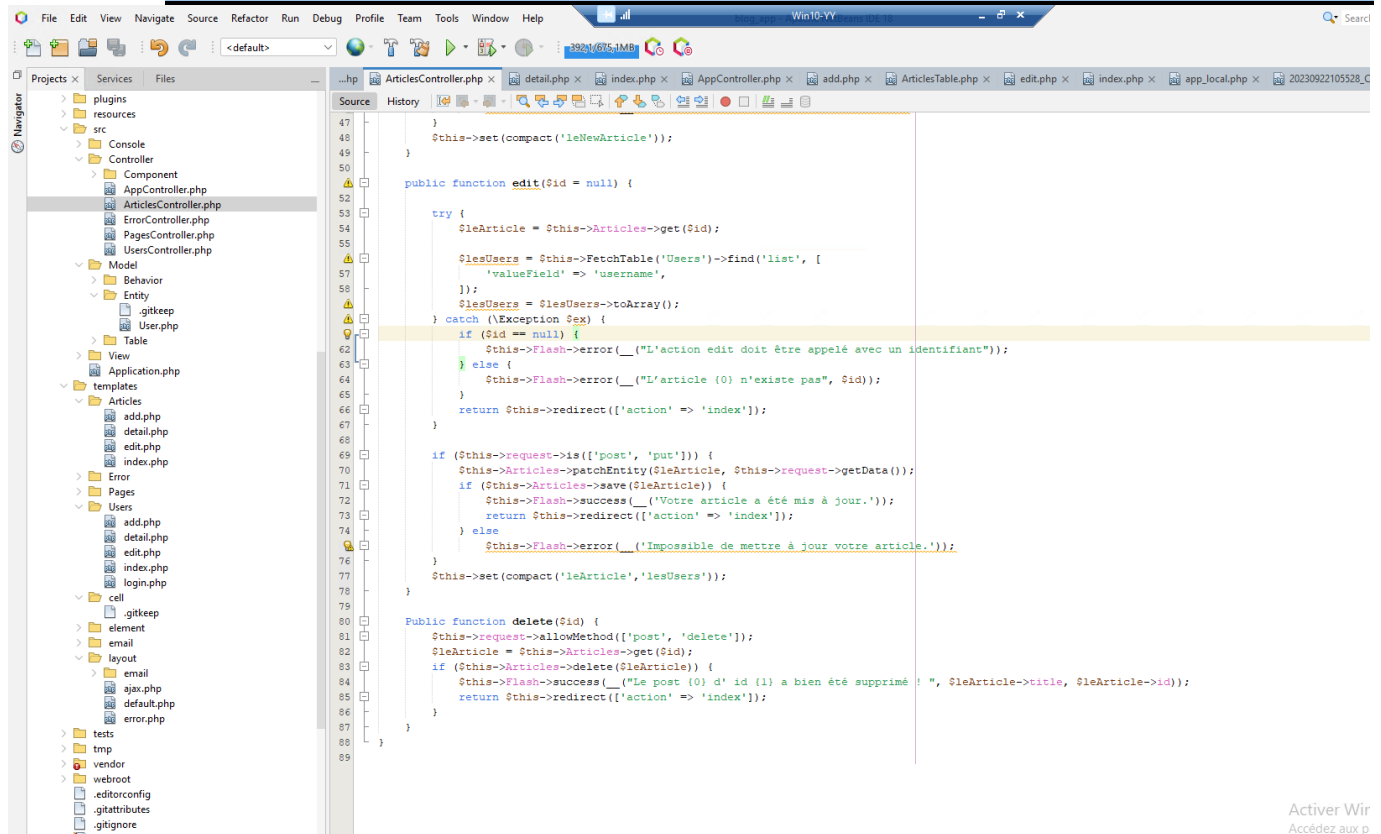 File Edit View Navigate Source Refactor Run Debug Profile Team Tools Window Help
Win10-YY
Searcl
<default>
392,1/675,1MB
Projects × Services Files
...hp ArticlesController.php × detail.php × index.php × AppController.php × add.php × ArticlesTable.php × edit.php × index.php × app_local.php × 20230922105528_C
Source History
Navigator
plugins
resources
src
Console
Controller
Component
AppController.php
ArticlesController.php
ErrorController.php
PagesController.php
UsersController.php
Model
Behavior
Entity
.gitkeep
User.php
Table
View
Application.php
templates
Articles
add.php
detail.php
edit.php
index.php
Error
Pages
Users
add.php
detail.php
edit.php
index.php
login.php
cell
.gitkeep
element
email
layout
email
ajax.php
default.php
error.php
tests
tmp
vendor
webroot
.editorconfig
.gitattributes
.gitignore
47 }
48 $this->set(compact('leNewArticle'));
49 }
50
public function edit($id = null) {
52
53 try {
54 $leArticle = $this->Articles->get($id);
55
$lesUsers = $this->FetchTable('Users')->find('list', [
57 'valueField' => 'username',
58 ]);
$lesUsers = $lesUsers->toArray();
} catch (\Exception $ex) {
if ($id == null) {
62 $this->Flash->error(__("L'action edit doit être appelé avec un identifiant"));
63 } else {
64 $this->Flash->error(__("L'article {0} n'existe pas", $id));
65 }
66 return $this->redirect(['action' => 'index']);
67 }
68
69 if ($this->request->is(['post', 'put'])) {
70 $this->Articles->patchEntity($leArticle, $this->request->getData());
71 if ($this->Articles->save($leArticle)) {
72 $this->Flash->success(__('Votre article a été mis à jour.'));
73 return $this->redirect(['action' => 'index']);
74 } else
$this->Flash->error(__('Impossible de mettre à jour votre article.'));
76 }
77 $this->set(compact('leArticle','lesUsers'));
78 }
79
80 Public function delete($id) {
81 $this->request->allowMethod(['post', 'delete']);
82 $leArticle = $this->Articles->get($id);
83 if ($this->Articles->delete($leArticle)) {
84 $this->Flash->success(__("Le post {0} d' id {1} a bien été supprimé ! ", $leArticle->title, $leArticle->id));
85 return $this->redirect(['action' => 'index']);
86 }
87 }
88 }
89
Activer Wir
Accédez aux p